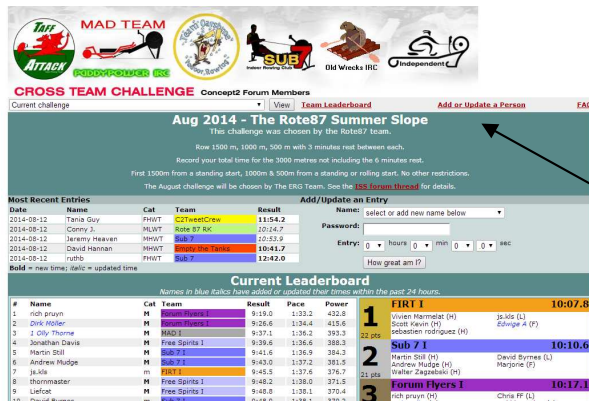 TAFF
ATTACK
MAD TEAM
PADDYPOWER IRC
Indoor Rowing
SUB7
Indoor Rowing Club
Old Wrecks IRC
Independent
CROSS TEAM CHALLENGE Concept2 Forum Members
Current challenge View Team Leaderboard Add or Update a Person FAQ
Aug 2014 - The Rote87 Summer Slope
This challenge was chosen by the Rote87 team.
Row 1500 m, 1000 m, 500 m with 3 minutes rest between each.
Record your total time for the 3000 metres not including the 6 minutes rest.
First 1500m from a standing start, 1000m & 500m from a standing or rolling start. No other restrictions.
The August challenge will be chosen by The ERG Team. See the ISS forum thread for details.
Most Recent Entries
Date Name Cat Team Result
2014-08-12 Tania Guy FHWT C2TweetCrew 11:54.2
2014-08-12 Conny J. MLWT Rote 87 RK 10:14.7
2014-08-12 Jeremy Heaven MHWT Sub 7 10:53.9
2014-08-12 David Hannan MHWT Empty the Tanks 10:41.7
2014-08-12 ruthb FHWT Sub 7 12:42.0
Bold = new time; italic = updated time
Add/Update an Entry
Name: select or add new name below
Password:
Entry: 0 hours 0 min 0 . 0 sec
How great am I?
Current Leaderboard
Names in blue italics have added or updated their times within the past 24 hours.
# Name Cat Team Result Pace Power
1 rich pruyn M Forum Flyers I 9:19.0 1:33.2 432.8
2 Dirk Möller M Forum Flyers I 9:26.6 1:34.4 415.6
3 1 Olly Thorne M MAD I 9:37.1 1:36.2 393.3
4 Jonathan Davis M Free Spirits I 9:39.6 1:36.6 388.3
5 Martin Still M Sub 7 I 9:41.6 1:36.9 384.3
6 Andrew Mudge M Sub 7 I 9:43.0 1:37.2 381.5
7 js.kls m FIRT I 9:45.5 1:37.6 376.7
8 thornmaster M Free Spirits I 9:48.2 1:38.0 371.5
9 Liefcat M Free Spirits I 9:48.8 1:38.1 370.4
10 David Byrnes m Sub 7 I 9:48.9 1:38.1 370.2
1
22 pts
FIRT I 10:07.8
Vivien Marmelat (H) js.kls (L)
Scott Kevin (H) Edwige A (F)
sebastien rodriguez (H)
2
21 pts
Sub 7 I 10:10.6
Martin Still (H) David Byrnes (L)
Andrew Mudge (H) Marjorie (F)
Walter Zagzebski (H)
3
Forum Flyers I 10:17.1
rich pruyn (H) Chris FF (L)